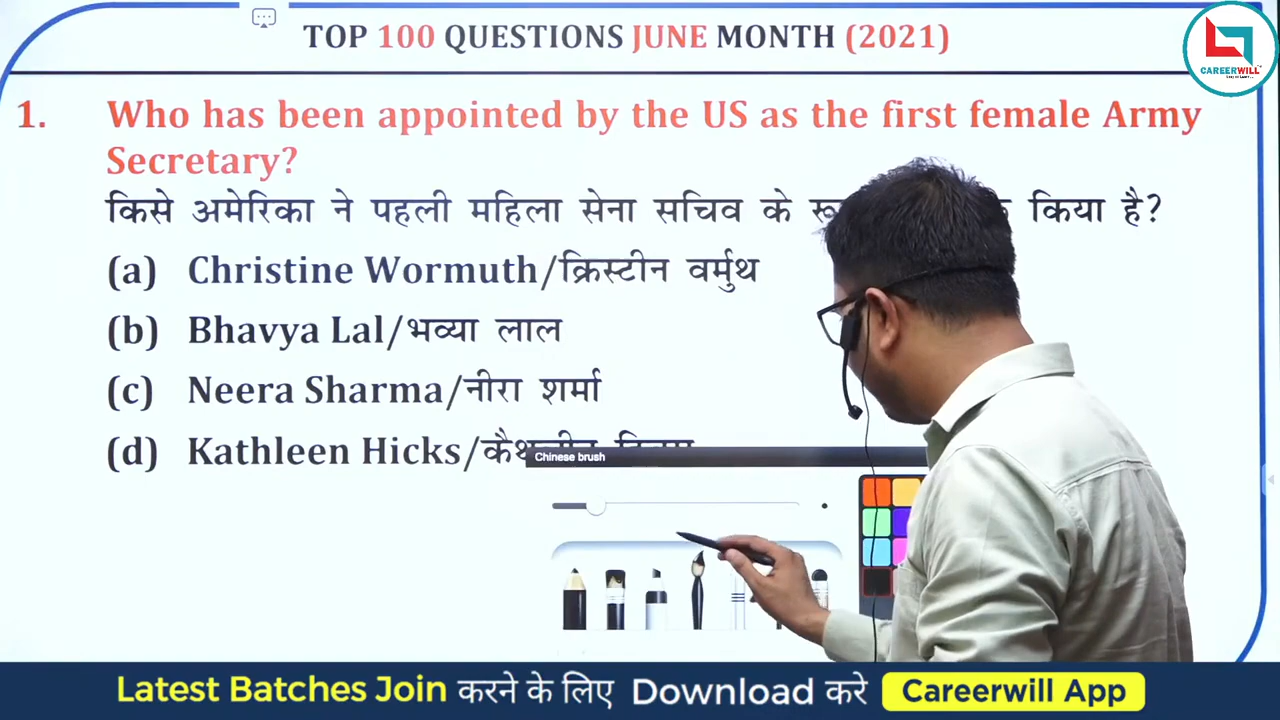 TOP 100 QUESTIONS JUNE MONTH (2021)
CAREERWILL
1. Who has been appointed by the US as the first female Army
Secretary?
किसे अमेरिका ने पहली महिला सेना सचिव के किया है?
(a) Christine Wormuth/क्रिस्टीन वर्मुथ
(b) Bhavya Lal/भव्या लाल
(c) Neera Sharma/नीरा शर्मा
(d) Kathleen Hicks/
Chinese brush
Latest Batches Join करने के लिए Download करे Careerwill App